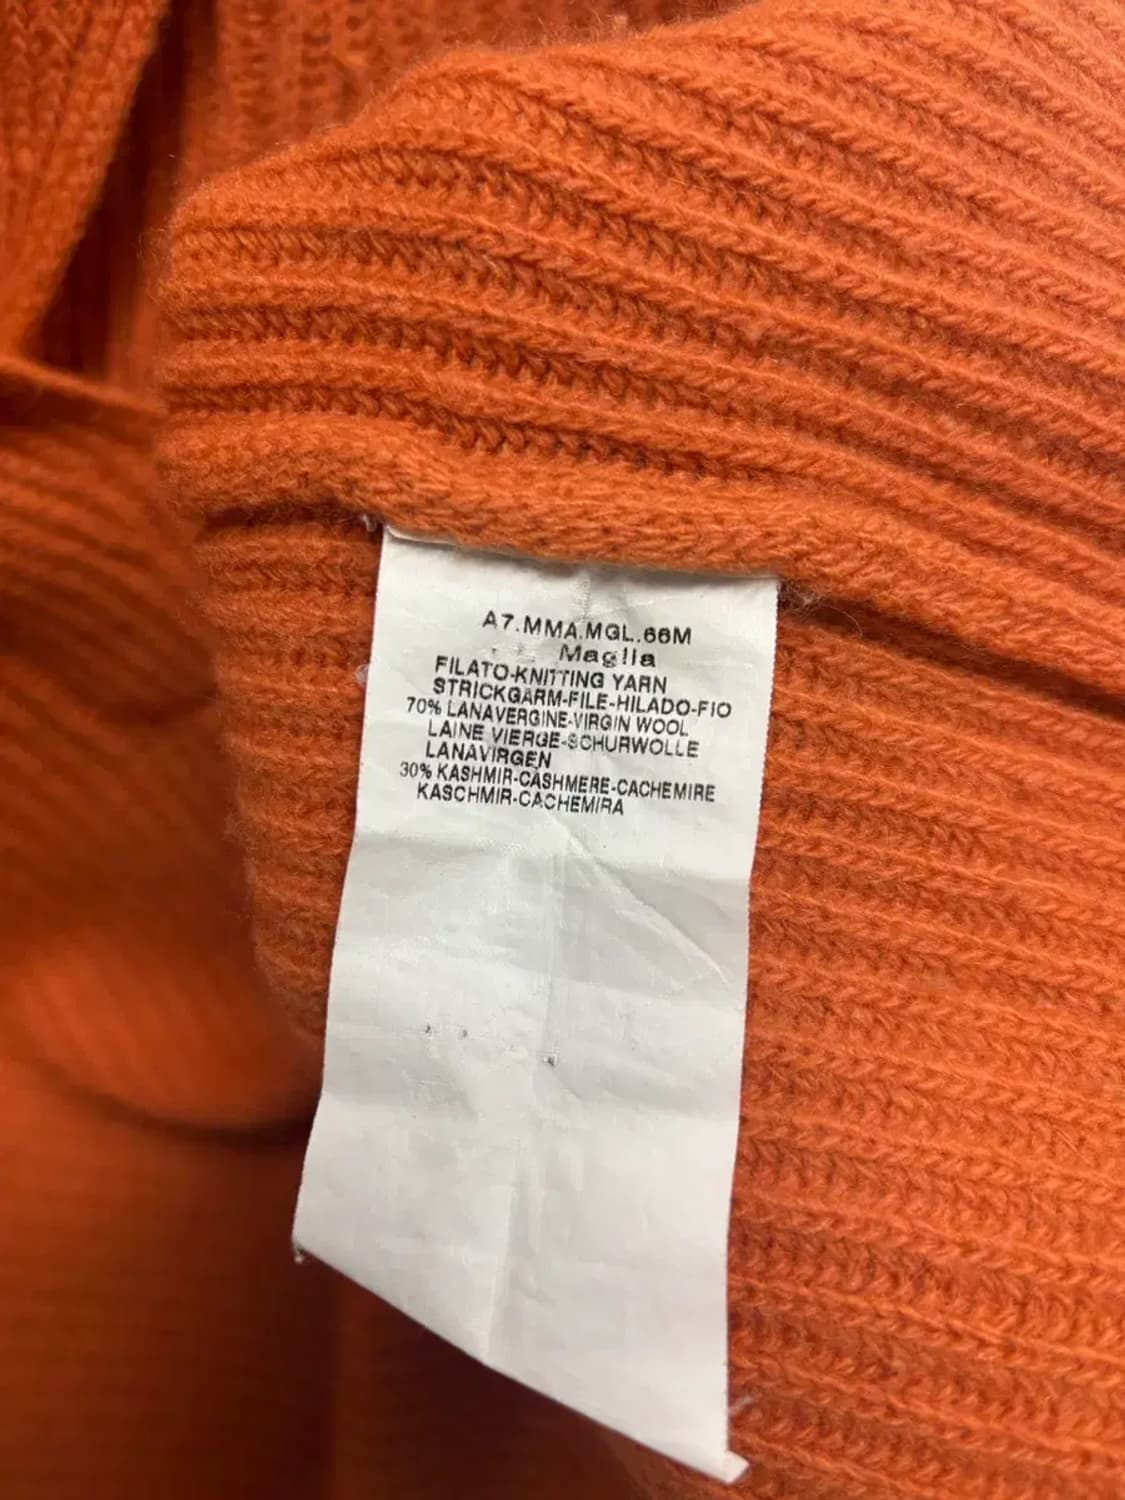 A7.MMA.MGL.66M
Maglia
FILATO-KNITTING YARN
STRICKGARM-FILE-HILADO-FIO
70% LANAVERGINE-VIRGIN WOOL
LAINE VIERGE-SCHURWOLLE
LANAVIRGEN
30% KASHMIR-CASHMERE-CACHEMIRE
KASCHMIR-CACHEMIRA